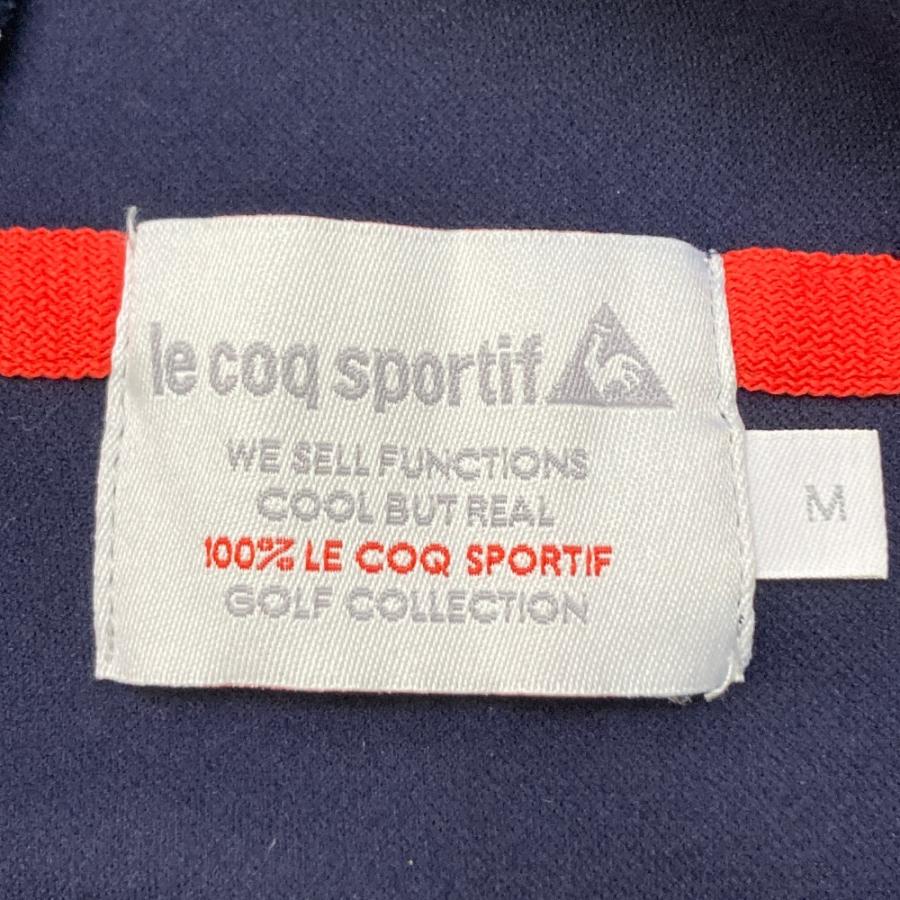 le coq sportif
WE SELL FUNCTIONS
COOL BUT REAL
100% LE COQ SPORTIF
GOLF COLLECTION
M